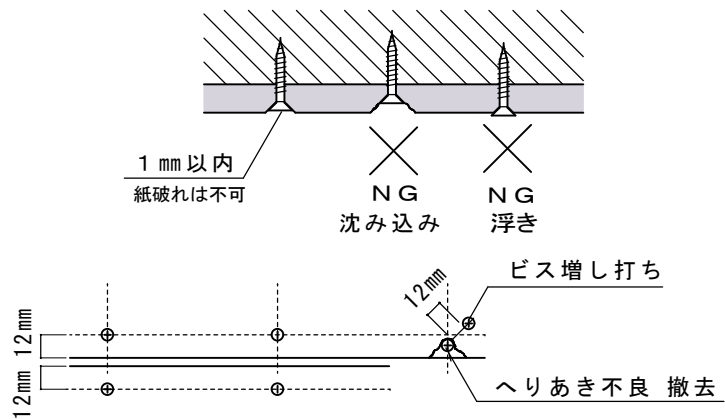 1㎜以内
紙破れは不可
NG
沈み込み
NG
浮き
ビス増し打ち
12㎜
12㎜
12㎜
へりあき不良 撤去